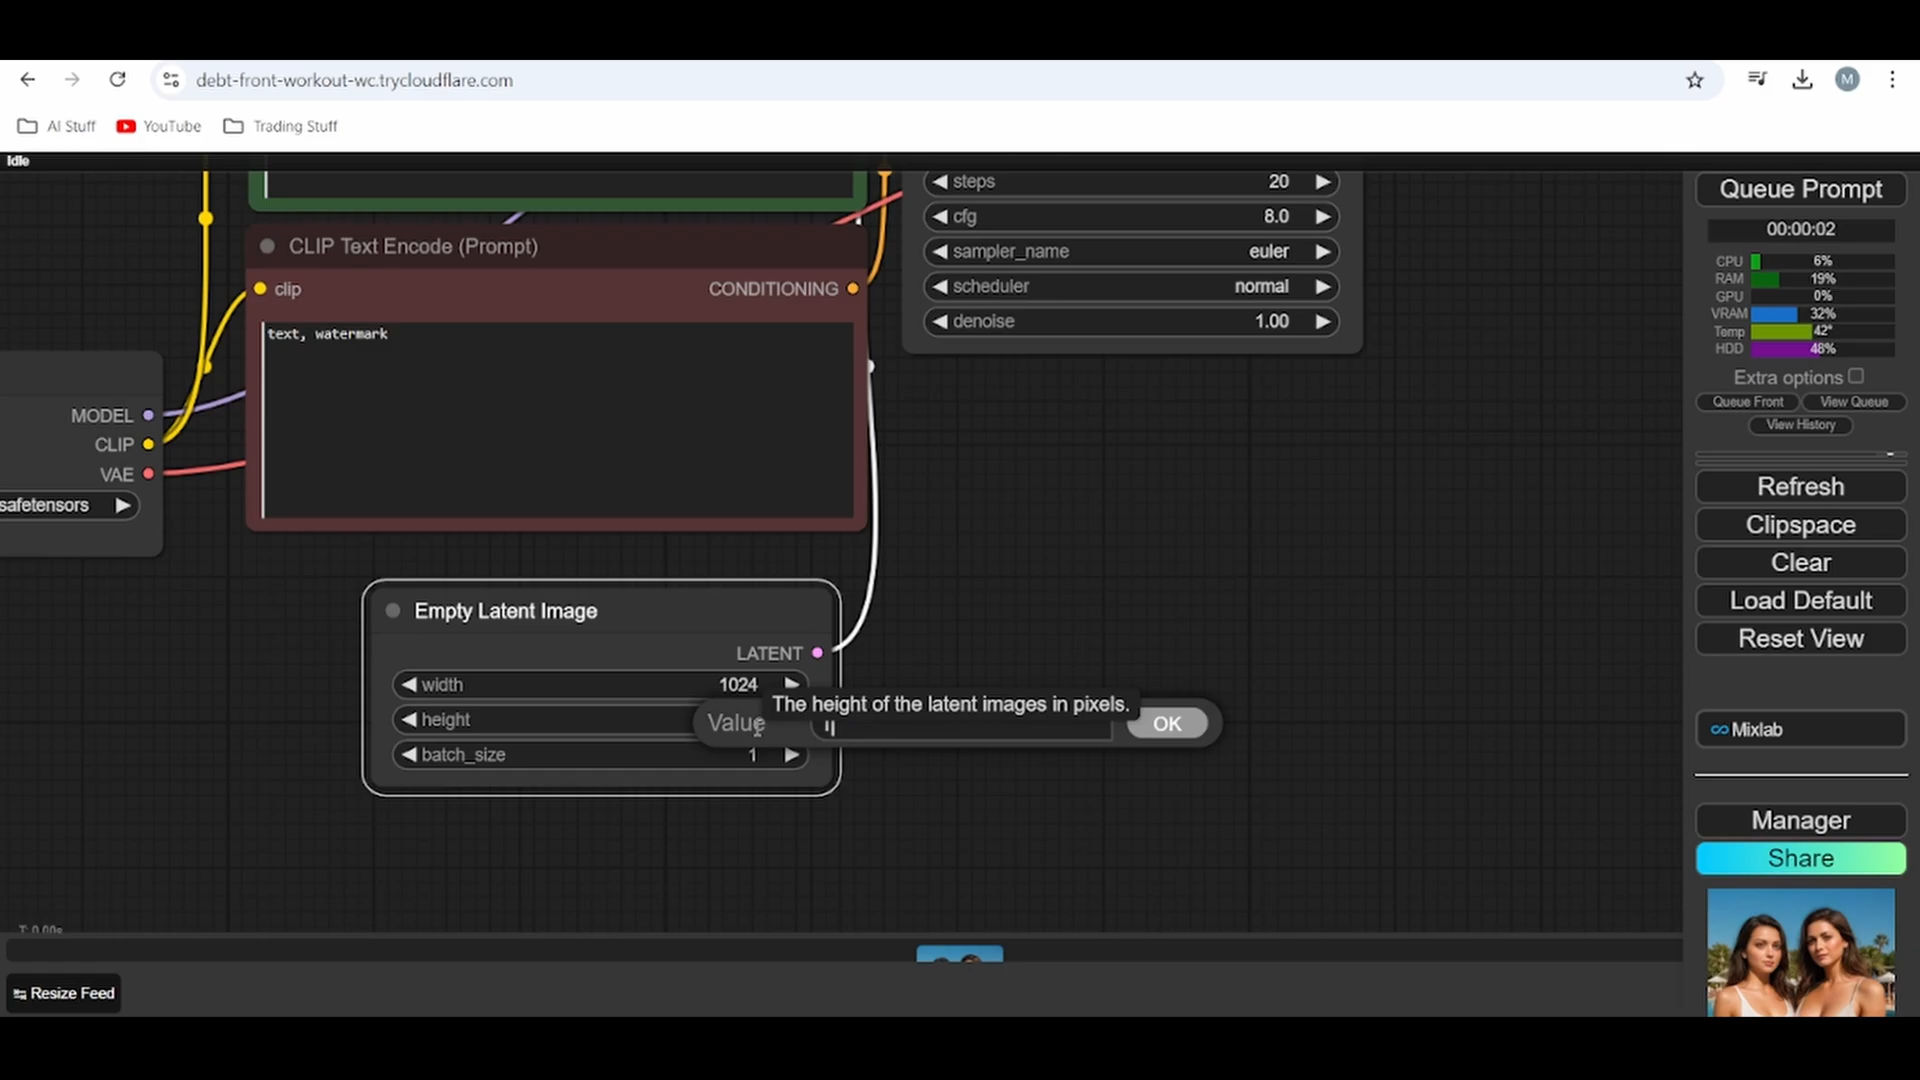 debt-front-workout-wc.trycloudflare.com
M
AI Stuff YouTube Trading Stuff
Idle
steps 20
cfg 8.0
sampler_name euler
scheduler normal
denoise 1.00
CLIP Text Encode (Prompt)
clip CONDITIONING
text, watermark
MODEL
CLIP
VAE
safetensors
Empty Latent Image
LATENT
width 1024
The height of the latent images in pixels.
height
Value OK
batch_size 1
T: 0.00s
Resize Feed
Queue Prompt
00:00:02
CPU 6%
RAM 19%
GPU 0%
VRAM 32%
Temp 42°
HDD 48%
Extra options
Queue Front View Queue
View History
Refresh
Clipspace
Clear
Load Default
Reset View
Mixlab
Manager
Share